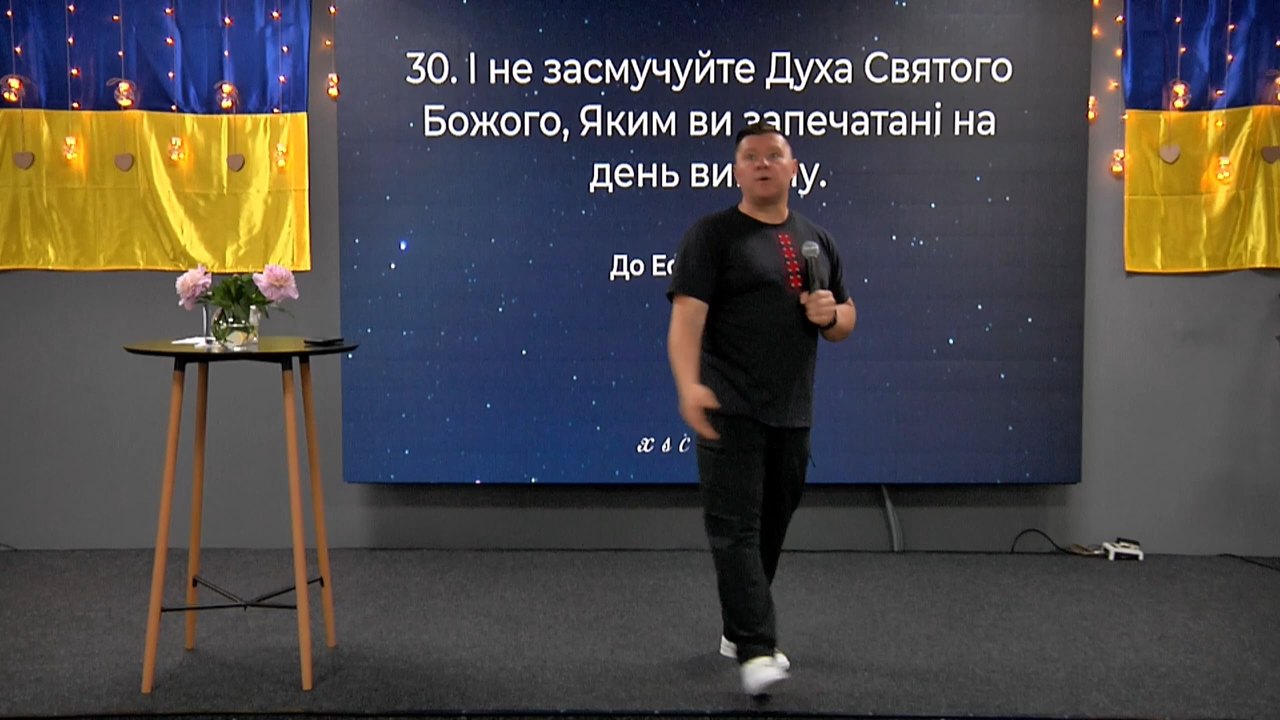 30. І не засмучуйте Духа Святого
Божого, Яким ви запечатані на
день
До
x s c